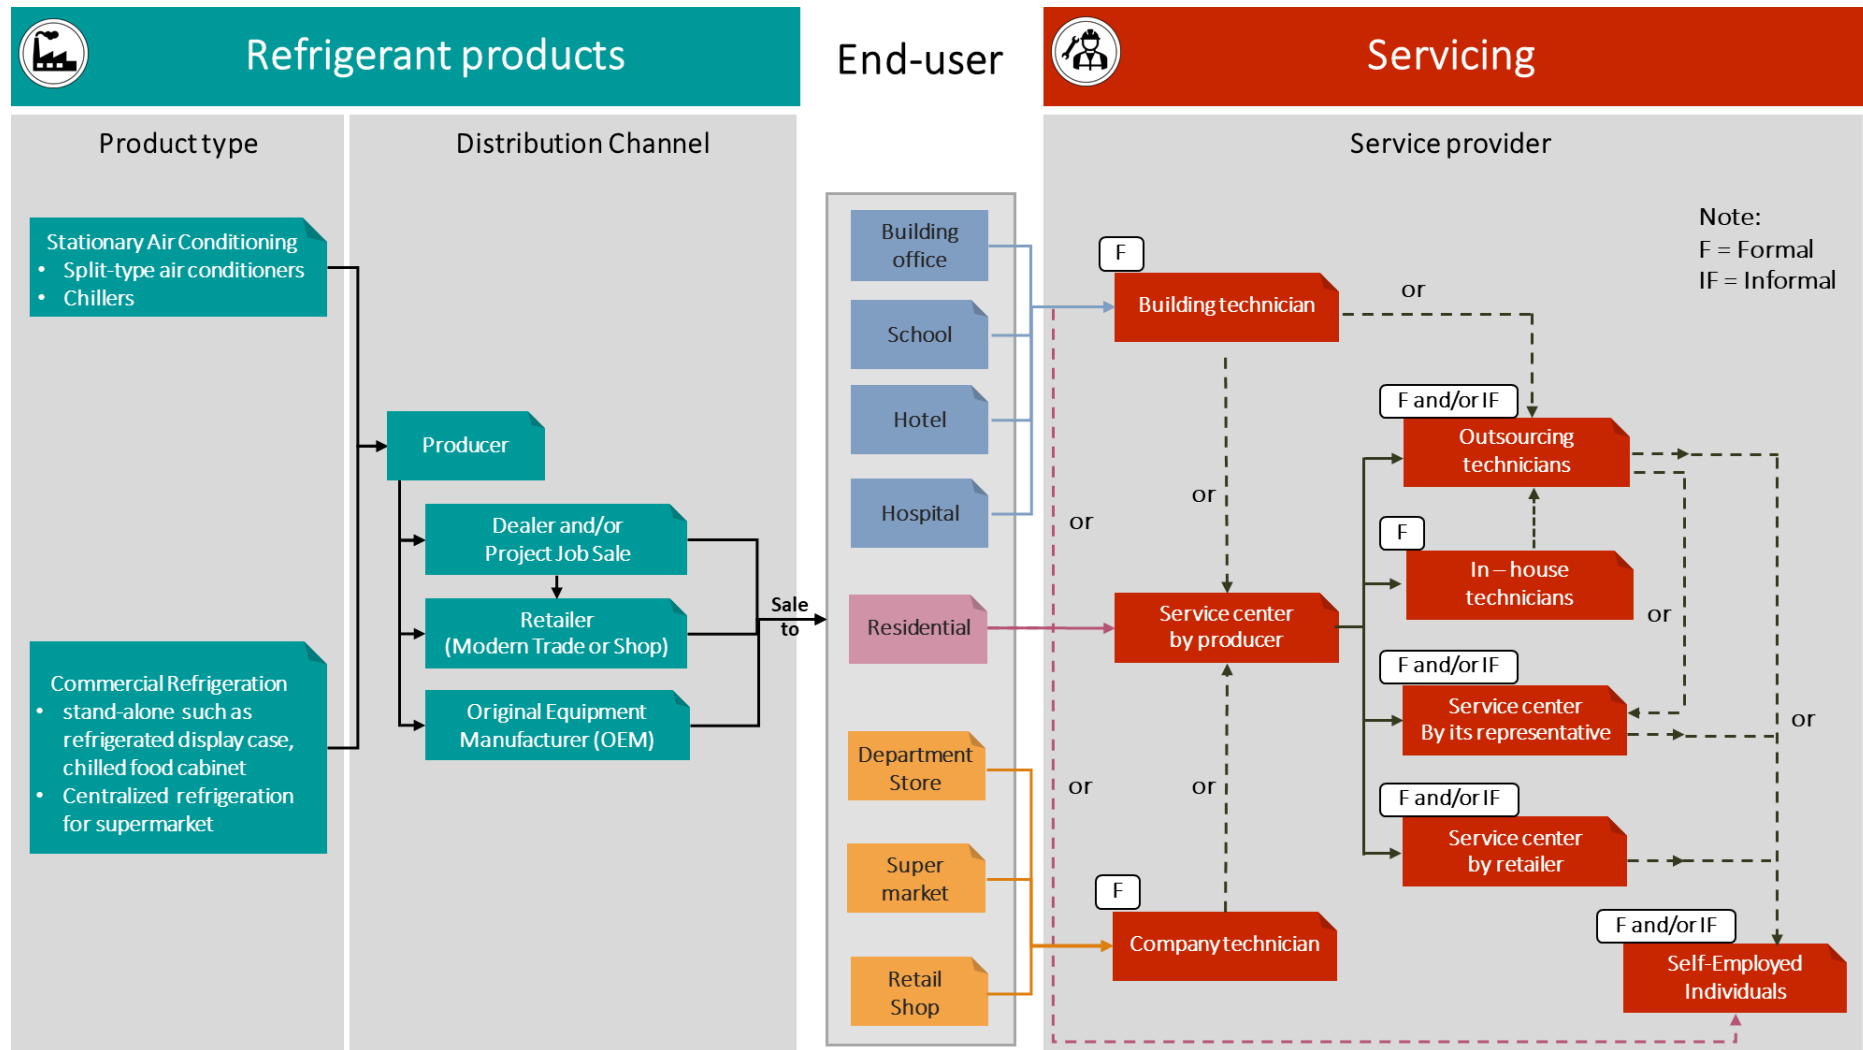 Refrigerant products
End-user
Servicing
Product type
Distribution Channel
Service provider
Stationary Air Conditioning
• Split-type air conditioners
• Chillers
Commercial Refrigeration
• stand-alone such as
refrigerated display case,
chilled food cabinet
• Centralized refrigeration
for supermarket
Producer
Dealer and/or
Project Job Sale
Retailer
(Modern Trade or Shop)
Original Equipment
Manufacturer (OEM)
Sale
to
Building
office
School
Hotel
Hospital
Residential
Department
Store
Super
market
Retail
Shop
Note:
F = Formal
IF = Informal
F
Building technician
or
or
or
F and/or IF
Outsourcing
technicians
F
In – house
technicians
or
Service center
by producer
F and/or IF
Service center
By its representative
or
or
or
F and/or IF
Service center
by retailer
F
Company technician
F and/or IF
Self-Employed
Individuals